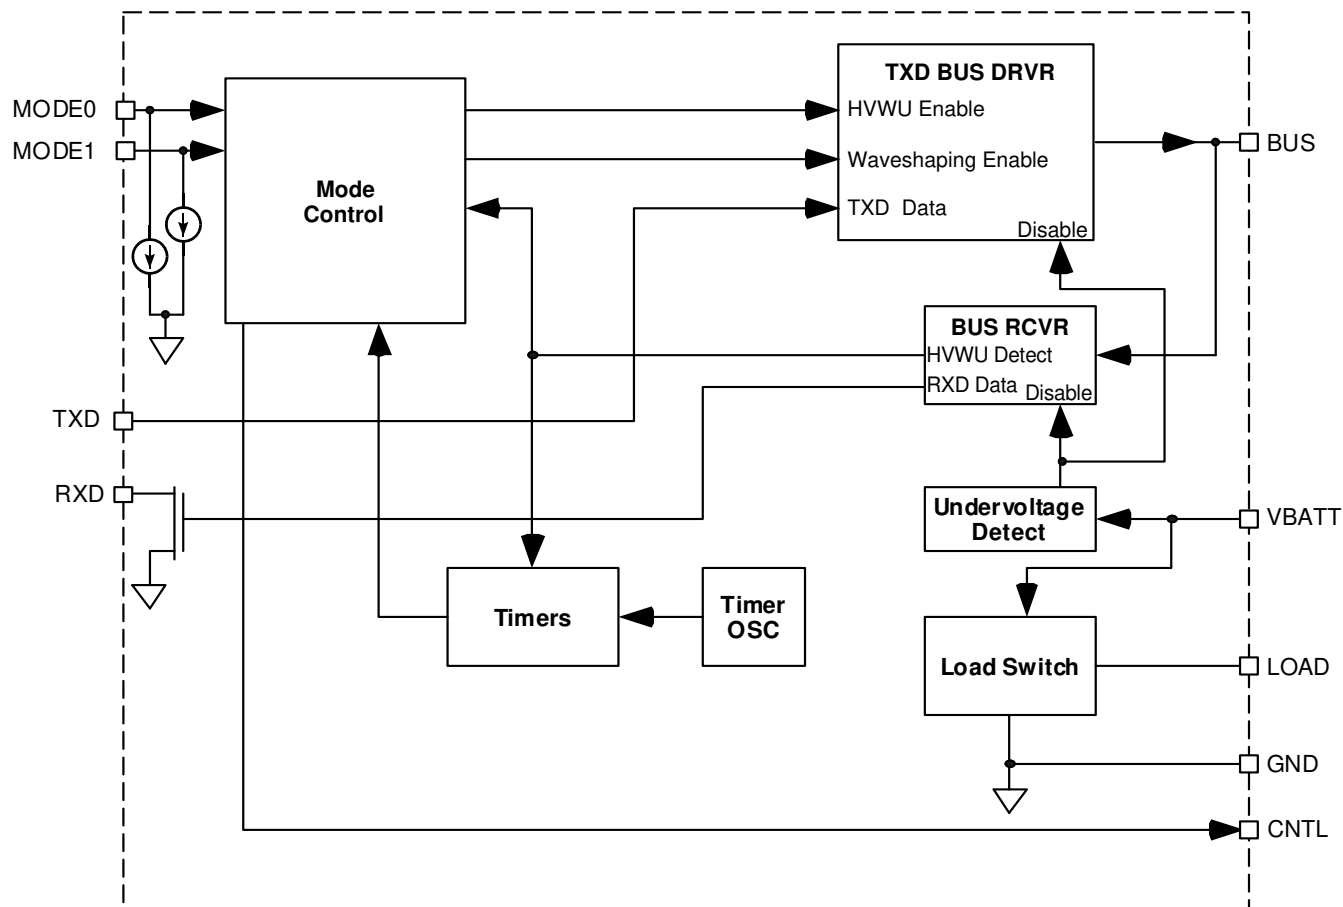 TXD BUS DRVR
MODE0
HVWU Enable
MODE1
BUS
Waveshaping Enable
Mode
Control
TXD Data
Disable
BUS RCVR
HVWU Detect
RXD Data
Disable
TXD
RXD
Undervoltage
Detect
VBATT
Timers
Timer
OSC
Load Switch
LOAD
GND
CNTL